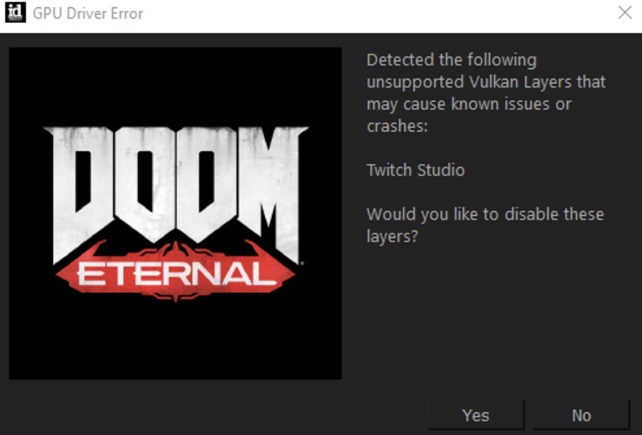 id
GPU Driver Error
Detected the following
unsupported Vulkan Layers that
may cause known issues or
crashes:
Twitch Studio
Would you like to disable these
layers?
DOOM
ETERNAL
Yes
No